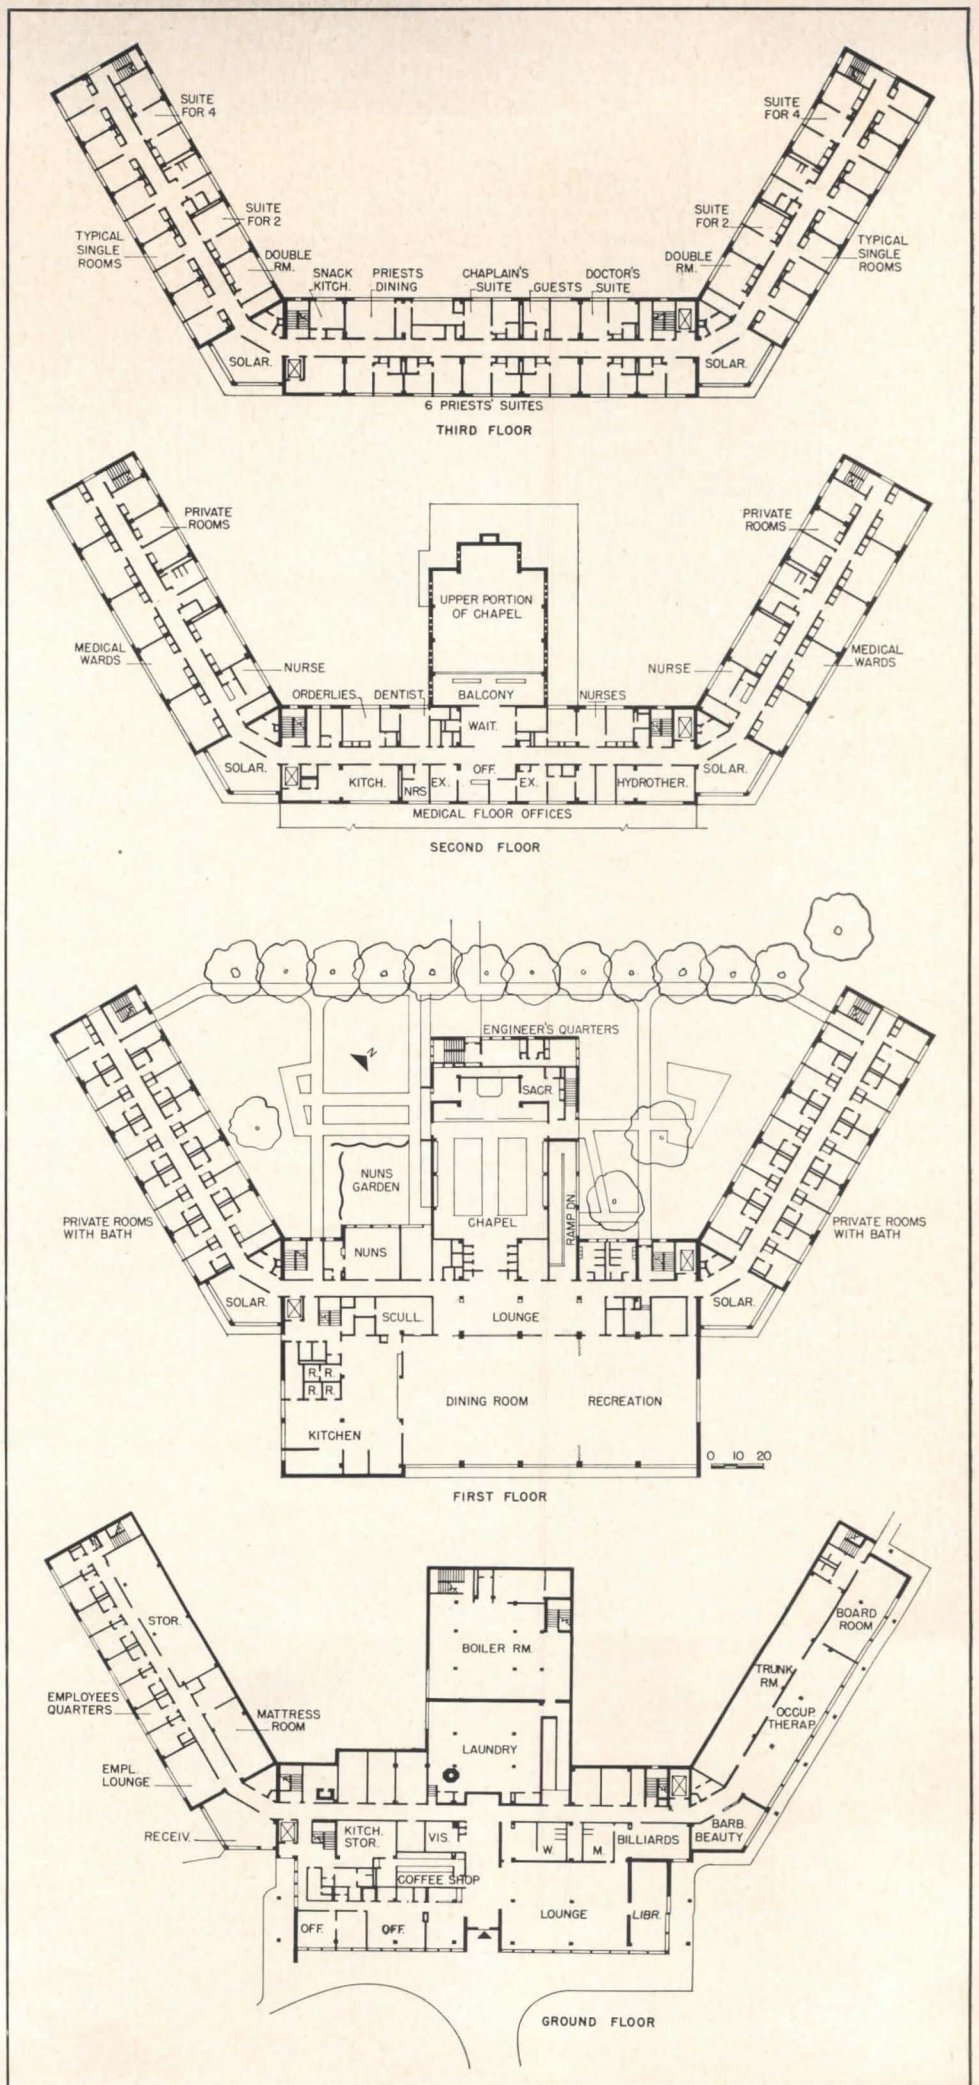 SUITE
FOR 4
SUITE
FOR 4
SUITE
FOR 2
SUITE
FOR 2
TYPICAL
SINGLE
ROOMS
TYPICAL
SINGLE
ROOMS
DOUBLE
RM.
DOUBLE
RM.
SNACK
KITCH.
PRIESTS
DINING
CHAPLAIN'S
SUITE
GUESTS
DOCTOR'S
SUITE
SOLAR.
SOLAR.
6 PRIESTS' SUITES
THIRD FLOOR
PRIVATE
ROOMS
PRIVATE
ROOMS
UPPER PORTION
OF CHAPEL
MEDICAL
WARDS
MEDICAL
WARDS
NURSE
NURSE
ORDERLIES
DENTIST
BALCONY
NURSES
WAIT.
SOLAR.
SOLAR.
KITCH.
NRS
EX.
OFF.
EX.
HYDROTHER.
MEDICAL FLOOR OFFICES
SECOND FLOOR
ENGINEER'S QUARTERS
N
SACR.
NUNS
GARDEN
CHAPEL
RAMP DN.
PRIVATE ROOMS
WITH BATH
PRIVATE ROOMS
WITH BATH
NUNS
SOLAR.
SOLAR.
SCULL.
LOUNGE
R. R.
R. R.
DINING ROOM
RECREATION
KITCHEN
0 10 20
FIRST FLOOR
STOR.
BOARD
ROOM
BOILER RM.
TRUNK
RM.
EMPLOYEES
QUARTERS
MATTRESS
ROOM
OCCUP.
THERAP.
LAUNDRY
EMPL.
LOUNGE
RECEIV.
KITCH.
STOR.
VIS.
W.
M.
BILLIARDS
BARB.
BEAUTY
COFFEE SHOP
LOUNGE
LIBR.
OFF.
OFF.
GROUND FLOOR